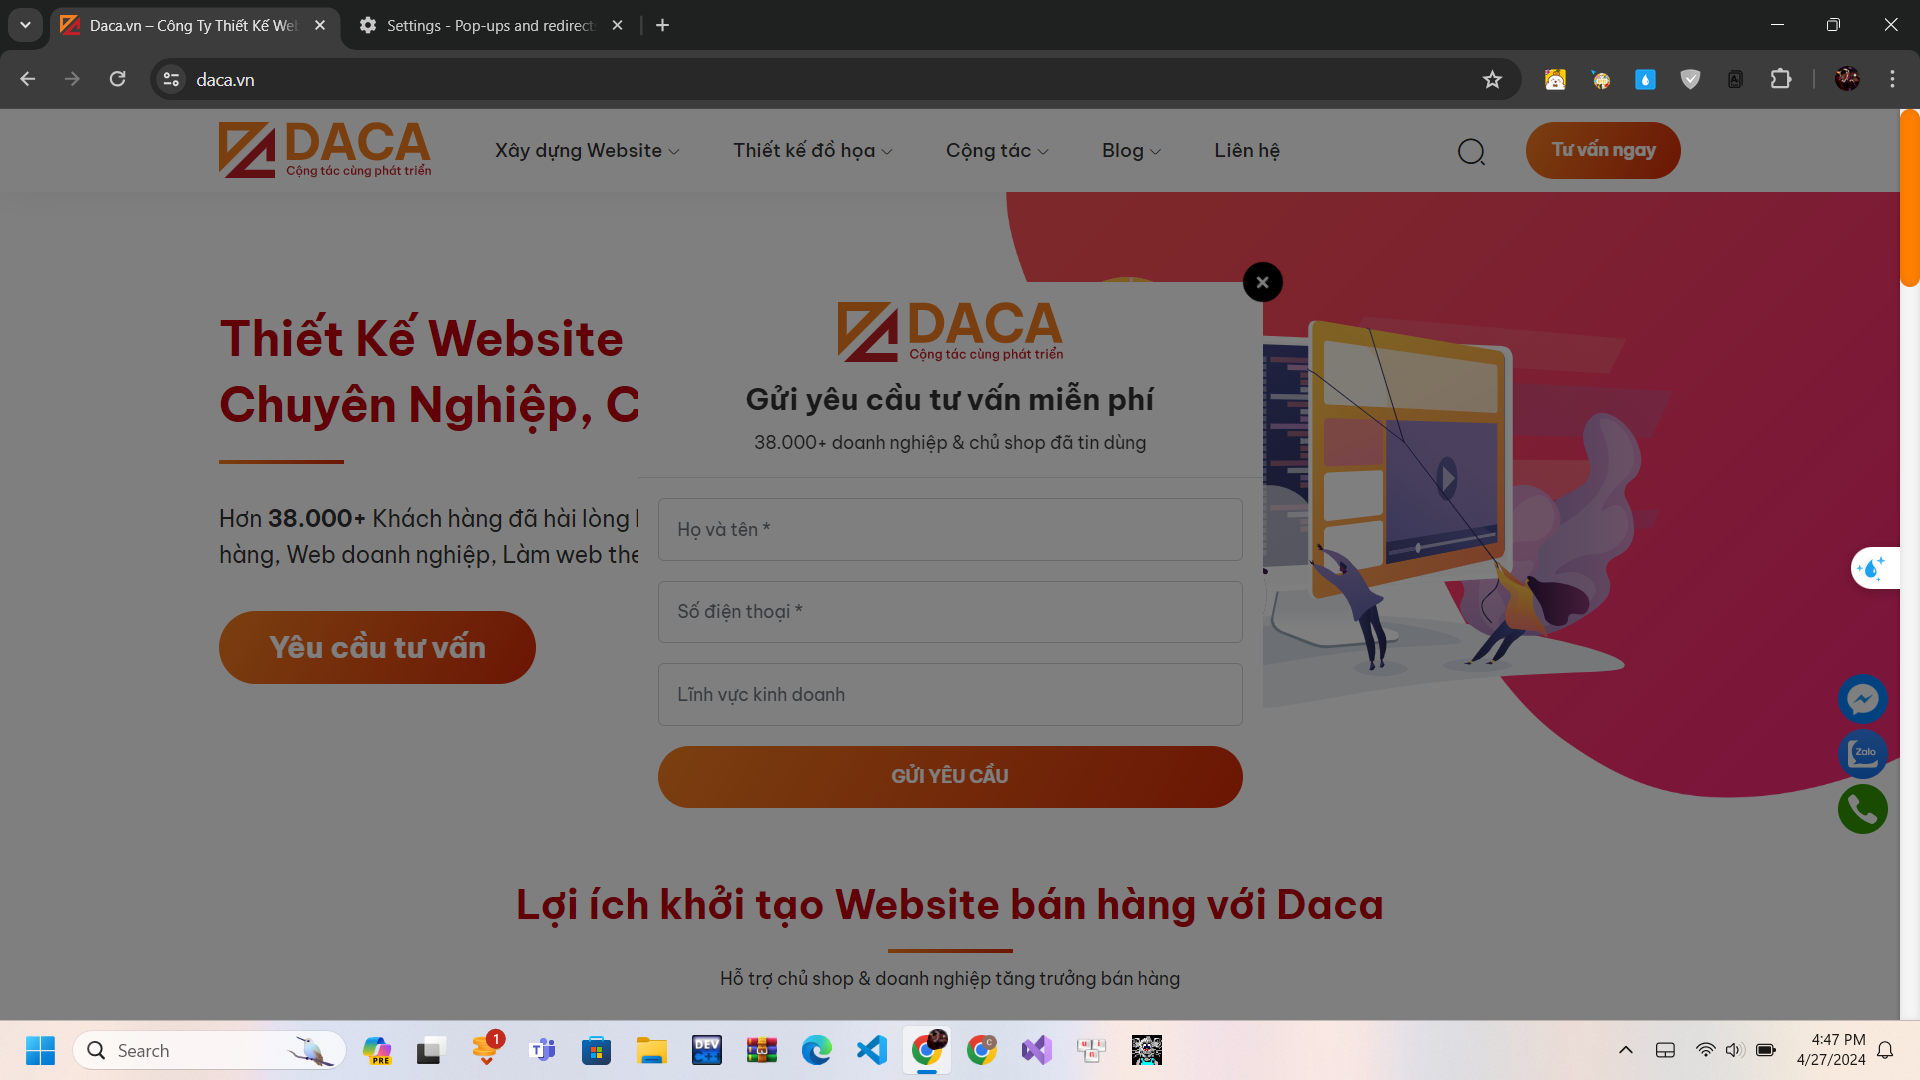 Daca.vn – Công Ty Thiết Kế Wel
Settings - Pop-ups and redirect
daca.vn
DACA
Cộng tác cùng phát triển
Xây dựng Website
Thiết kế đồ họa
Cộng tác
Blog
Liên hệ
Tư vấn ngay
Thiết Kế Website
Chuyên Nghiệp, C
Hơn 38.000+ Khách hàng đã hài lòng
hàng, Web doanh nghiệp, Làm web the
Yêu cầu tư vấn
DACA
Cộng tác cùng phát triển
Gửi yêu cầu tư vấn miễn phí
38.000+ doanh nghiệp & chủ shop đã tin dùng
Họ và tên *
Số điện thoại *
Lĩnh vực kinh doanh
GỬI YÊU CẦU
Zalo
Lợi ích khởi tạo Website bán hàng với Daca
Hỗ trợ chủ shop & doanh nghiệp tăng trưởng bán hàng
Search
PRE
1
DEV
C++
C
4:47 PM
4/27/2024